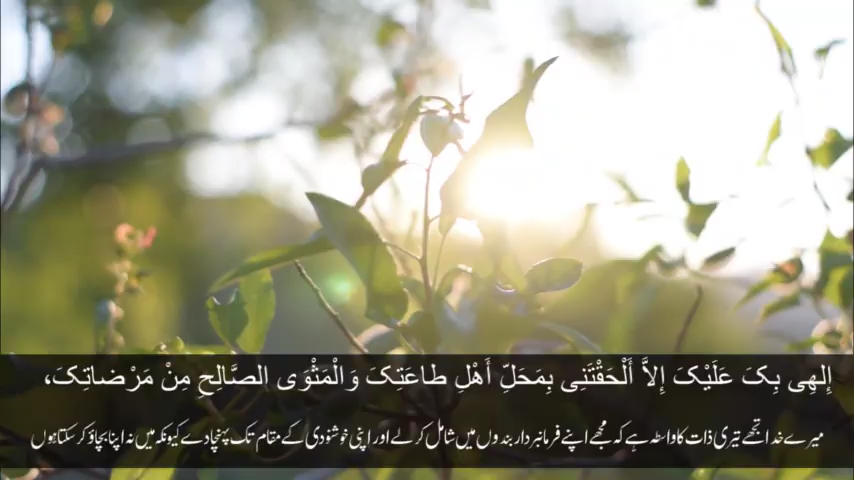 إِلهِى بِکَ عَلَيْکَ إِلاَّ أَلْحَقْتَنِى بِمَحَلِّ أَهْلِ طاعَتِکَ وَالْمَثْوَى الصَّالِحِ مِنْ مَرْضاتِکَ،
میرے خدا تجھے تیری ذات کا واسطہ ہے کہ مجھے اپنے فرمانبردار بندوں میں شامل کر لے اور اپنی خوشنودی کے مقام تک پہنچا دے کیونکہ میں نہ اپنا بچاؤ کر سکتا ہوں